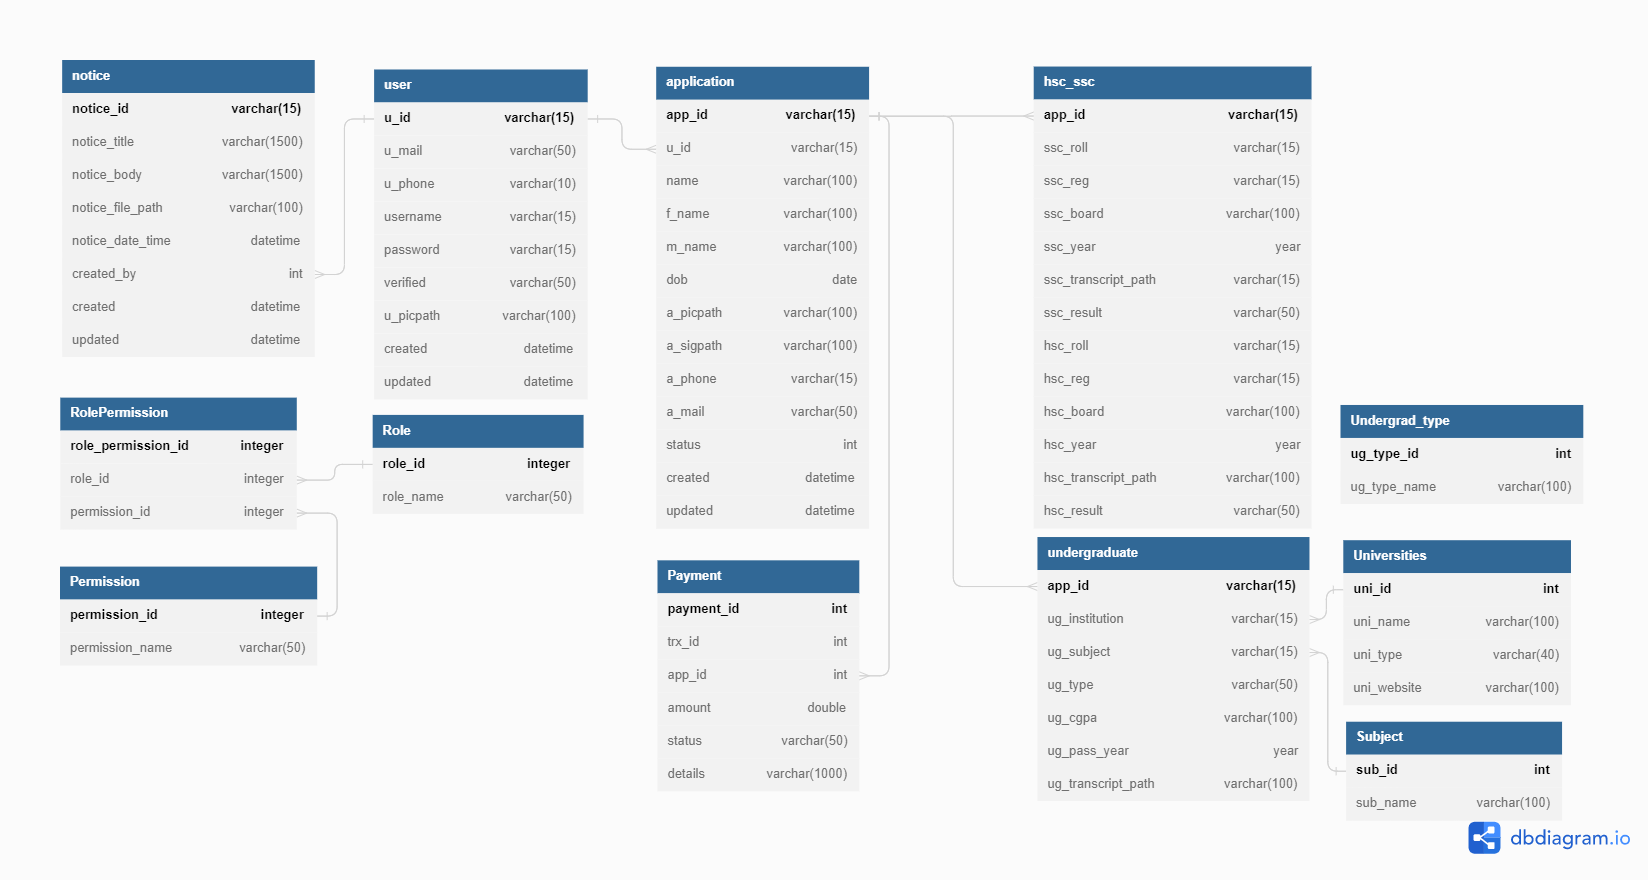 notice
notice_id varchar(15)
notice_title varchar(1500)
notice_body varchar(1500)
notice_file_path varchar(100)
notice_date_time datetime
created_by int
created datetime
updated datetime
user
u_id varchar(15)
u_mail varchar(50)
u_phone varchar(10)
username varchar(15)
password varchar(15)
verified varchar(50)
u_picpath varchar(100)
created datetime
updated datetime
application
app_id varchar(15)
u_id varchar(15)
name varchar(100)
f_name varchar(100)
m_name varchar(100)
dob date
a_picpath varchar(100)
a_sigpath varchar(100)
a_phone varchar(15)
a_mail varchar(50)
status int
created datetime
updated datetime
hsc_ssc
app_id varchar(15)
ssc_roll varchar(15)
ssc_reg varchar(15)
ssc_board varchar(100)
ssc_year year
ssc_transcript_path varchar(15)
ssc_result varchar(50)
hsc_roll varchar(15)
hsc_reg varchar(15)
hsc_board varchar(100)
hsc_year year
hsc_transcript_path varchar(100)
hsc_result varchar(50)
RolePermission
role_permission_id integer
role_id integer
permission_id integer
Role
role_id integer
role_name varchar(50)
Undergrad_type
ug_type_id int
ug_type_name varchar(100)
Permission
permission_id integer
permission_name varchar(50)
Payment
payment_id int
trx_id int
app_id int
amount double
status varchar(50)
details varchar(1000)
undergraduate
app_id varchar(15)
ug_institution varchar(15)
ug_subject varchar(15)
ug_type varchar(50)
ug_cgpa varchar(100)
ug_pass_year year
ug_transcript_path varchar(100)
Universities
uni_id int
uni_name varchar(100)
uni_type varchar(40)
uni_website varchar(100)
Subject
sub_id int
sub_name varchar(100)
dbdiagram.io